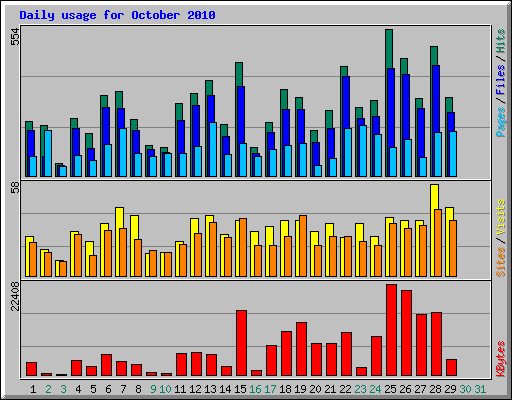 Daily usage for October 2010
554
Pages / Files / Hits
58
Sites / Visits
22408
KBytes
1 2 3 4 5 6 7 8 9 10 11 12 13 14 15 16 17 18 19 20 21 22 23 24 25 26 27 28 29 30 31